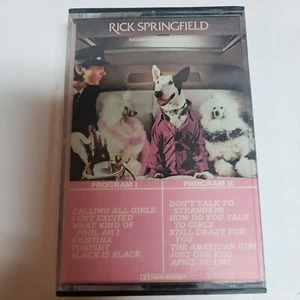 RICK SPRINGFIELD
PROGRAM I
CALLING ALL GIRLS
I GET EXCITED
WHAT KIND OF
FOOL AM I
KRISTINA
TONIGHT
BLACK IS BLACK
PROGRAM II
DON'T TALK TO
STRANGERS
HOW DO YOU TALK
TO GIRLS
STILL CRAZY FOR
YOU
THE AMERICAN GIRL
JUST ONE KISS
APRIL 24, 1981